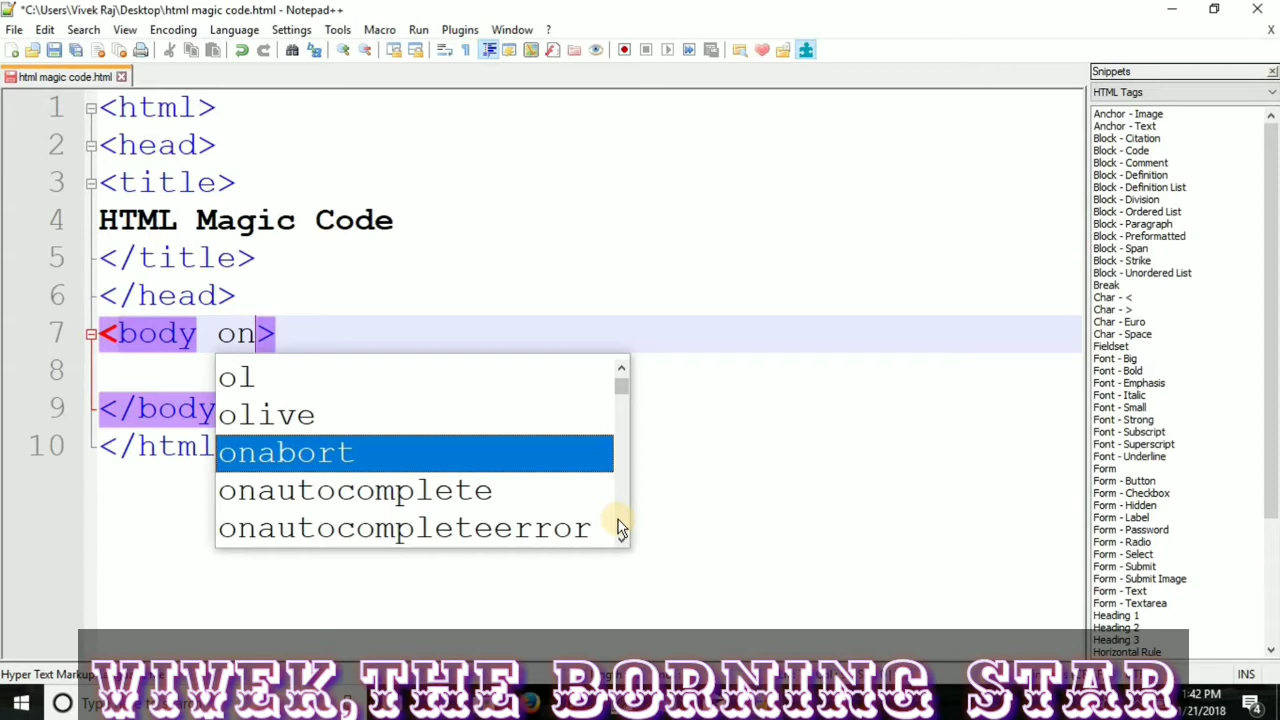 *C:\Users\Vivek Raj\Desktop\html magic code.html - Notepad++
File Edit Search View Encoding Language Settings Tools Macro Run Plugins Window ? X
html magic code.html
Snippets
HTML Tags
1 <html>
2 <head>
3 <title>
4 HTML Magic Code
5 </title>
6 </head>
7 <body on>
8
9 </body
10 </html
ol
olive
onabort
onautocomplete
onautocompleteerror
Anchor - Image
Anchor - Text
Block - Citation
Block - Code
Block - Comment
Block - Definition
Block - Definition List
Block - Division
Block - Ordered List
Block - Paragraph
Block - Preformatted
Block - Span
Block - Strike
Block - Unordered List
Break
Char - <
Char - >
Char - Euro
Char - Space
Fieldset
Font - Big
Font - Bold
Font - Emphasis
Font - Italic
Font - Small
Font - Strong
Font - Subscript
Font - Superscript
Font - Underline
Form
Form - Button
Form - Checkbox
Form - Hidden
Form - Label
Form - Password
Form - Radio
Form - Select
Form - Submit
Form - Submit Image
Form - Text
Form - Textarea
Heading 1
Heading 2
Heading 3
Horizontal Rule
Hyper Text Markup INS
VIVEK,THE BORNING STAR
1:42 PM
1/21/2018
4